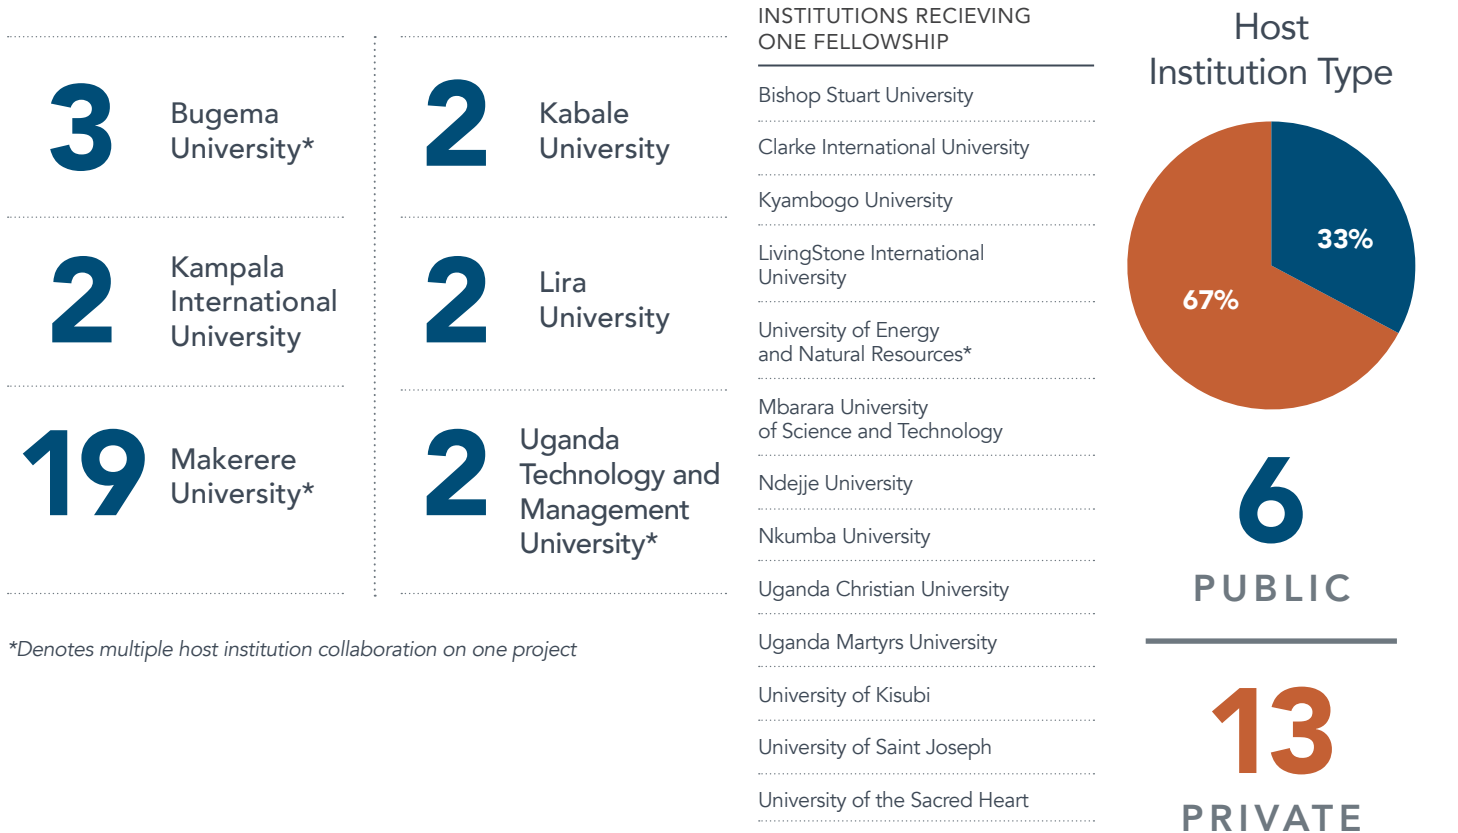 3
Bugema
University*
2
Kabale
University
2
Kampala
International
University
2
Lira
University
19
Makerere
University*
2
Uganda
Technology and
Management
University*
*Denotes multiple host institution collaboration on one project
INSTITUTIONS RECIEVING
ONE FELLOWSHIP
Bishop Stuart University
Clarke International University
Kyambogo University
LivingStone International
University
University of Energy
and Natural Resources*
Mbarara University
of Science and Technology
Ndejje University
Nkumba University
Uganda Christian University
Uganda Martyrs University
University of Kisubi
University of Saint Joseph
University of the Sacred Heart
Host
Institution Type
33%
67%
6
PUBLIC
13
PRIVATE